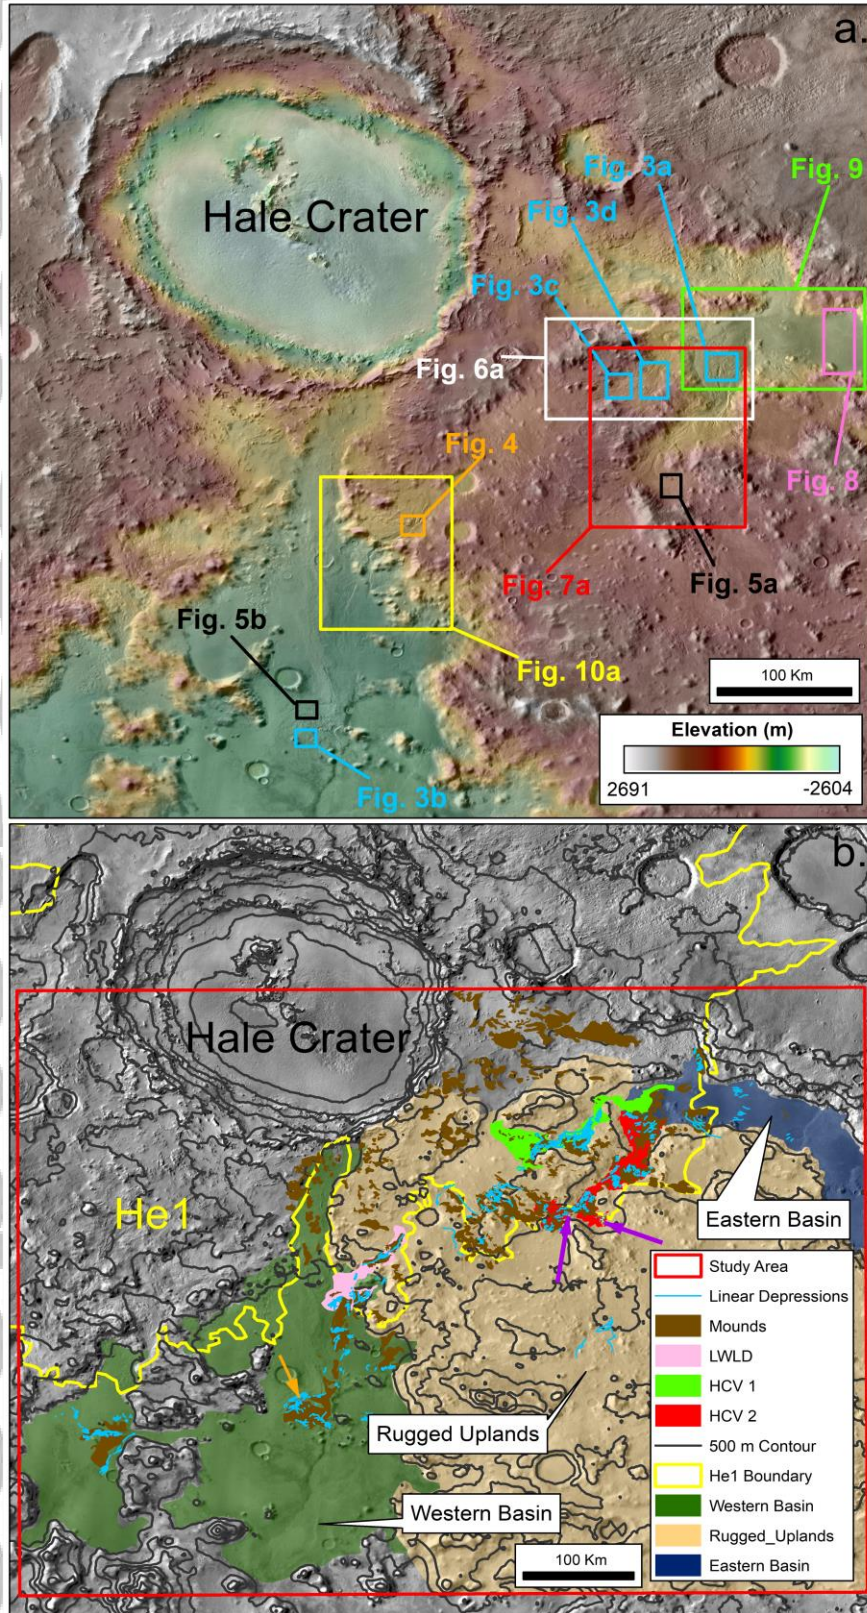 a.
Hale Crater
Fig. 3a
Fig. 9
Fig. 3d
Fig. 3c
Fig. 6a
Fig. 4
Fig. 8
Fig. 7a
Fig. 5a
Fig. 5b
Fig. 10a
100 Km
Elevation (m)
2691
-2604
Fig. 3b
b.
Hale Crater
He1
Eastern Basin
Rugged Uplands
Western Basin
Study Area
Linear Depressions
Mounds
LWLD
HCV 1
HCV 2
500 m Contour
He1 Boundary
Western Basin
Rugged_Uplands
Eastern Basin
100 Km